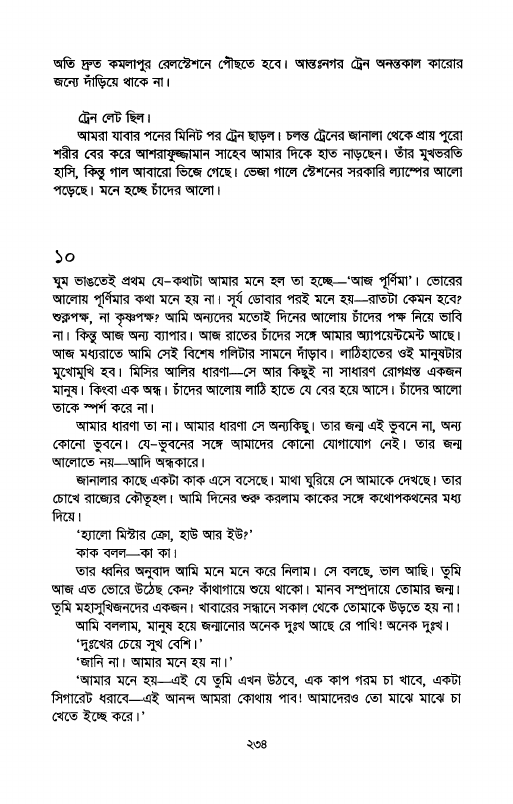 অতি দ্রুত কমলাপুর রেলস্টেশনে পৌঁছতে হবে। আন্তঃনগর ট্রেন অনন্তকাল কারোর
জন্যে দাঁড়িয়ে থাকে না।
ট্রেন লেট ছিল।
আমরা যাবার পনের মিনিট পর ট্রেন ছাড়ল। চলন্ত ট্রেনের জানালা থেকে প্রায় পুরো
শরীর বের করে আশরাফুজ্জামান সাহেব আমার দিকে হাত নাড়ছেন। তাঁর মুখভরতি
হাসি, কিন্তু গাল আবারো ভিজে গেছে। ভেজা গালে স্টেশনের সরকারি ল্যাম্পের আলো
পড়েছে। মনে হচ্ছে চাঁদের আলো।
১০
ঘুম ভাঙতেই প্রথম যে-কথাটা আমার মনে হল তা হচ্ছে—‘আজ পূর্ণিমা’। ভোরের
আলোয় পূর্ণিমার কথা মনে হয় না। সূর্য ডোবার পরই মনে হয়—রাতটা কেমন হবে?
শুক্লপক্ষ, না কৃষ্ণপক্ষ? আমি অন্যদের মতোই দিনের আলোয় চাঁদের পক্ষ নিয়ে ভাবি
না। কিন্তু আজ অন্য ব্যাপার। আজ রাতের চাঁদের সঙ্গে আমার অ্যাপয়েন্টমেন্ট আছে।
আজ মধ্যরাতে আমি সেই বিশেষ গলিটার সামনে দাঁড়াব। লাঠিহাতের ওই মানুষটার
মুখোমুখি হব। মিসির আলির ধারণা—সে আর কিছুই না সাধারণ রোগগ্রস্ত একজন
মানুষ। কিংবা এক অন্ধ। চাঁদের আলোয় লাঠি হাতে যে বের হয়ে আসে। চাঁদের আলো
তাকে স্পর্শ করে না।
আমার ধারণা তা না। আমার ধারণা সে অন্যকিছু। তার জন্ম এই ভুবনে না, অন্য
কোনো ভুবনে। যে-ভুবনের সঙ্গে আমাদের কোনো যোগাযোগ নেই। তার জন্ম
আলোতে নয়—আদি অন্ধকারে।
জানালার কাছে একটা কাক এসে বসেছে। মাথা ঘুরিয়ে সে আমাকে দেখছে। তার
চোখে রাজ্যের কৌতূহল। আমি দিনের শুরু করলাম কাকের সঙ্গে কথোপকথনের মধ্য
দিয়ে।
‘হ্যালো মিস্টার ক্রো, হাউ আর ইউ?’
কাক বলল—কা কা।
তার ধ্বনির অনুবাদ আমি মনে মনে করে নিলাম। সে বলছে, ভাল আছি। তুমি
আজ এত ভোরে উঠেছ কেন? কাঁথাগায়ে শুয়ে থাকো। মানব সম্প্রদায়ে তোমার জন্ম।
তুমি মহাসুখিজনদের একজন। খাবারের সন্ধানে সকাল থেকে তোমাকে উড়তে হয় না।
আমি বললাম, মানুষ হয়ে জন্মানোর অনেক দুঃখ আছে রে পাখি! অনেক দুঃখ।
‘দুঃখের চেয়ে সুখ বেশি।’
‘জানি না। আমার মনে হয় না।’
‘আমার মনে হয়—এই যে তুমি এখন উঠবে, এক কাপ গরম চা খাবে, একটা
সিগারেট ধরাবে—এই আনন্দ আমরা কোথায় পাব! আমাদেরও তো মাঝে মাঝে চা
খেতে ইচ্ছে করে।’
২৩৪